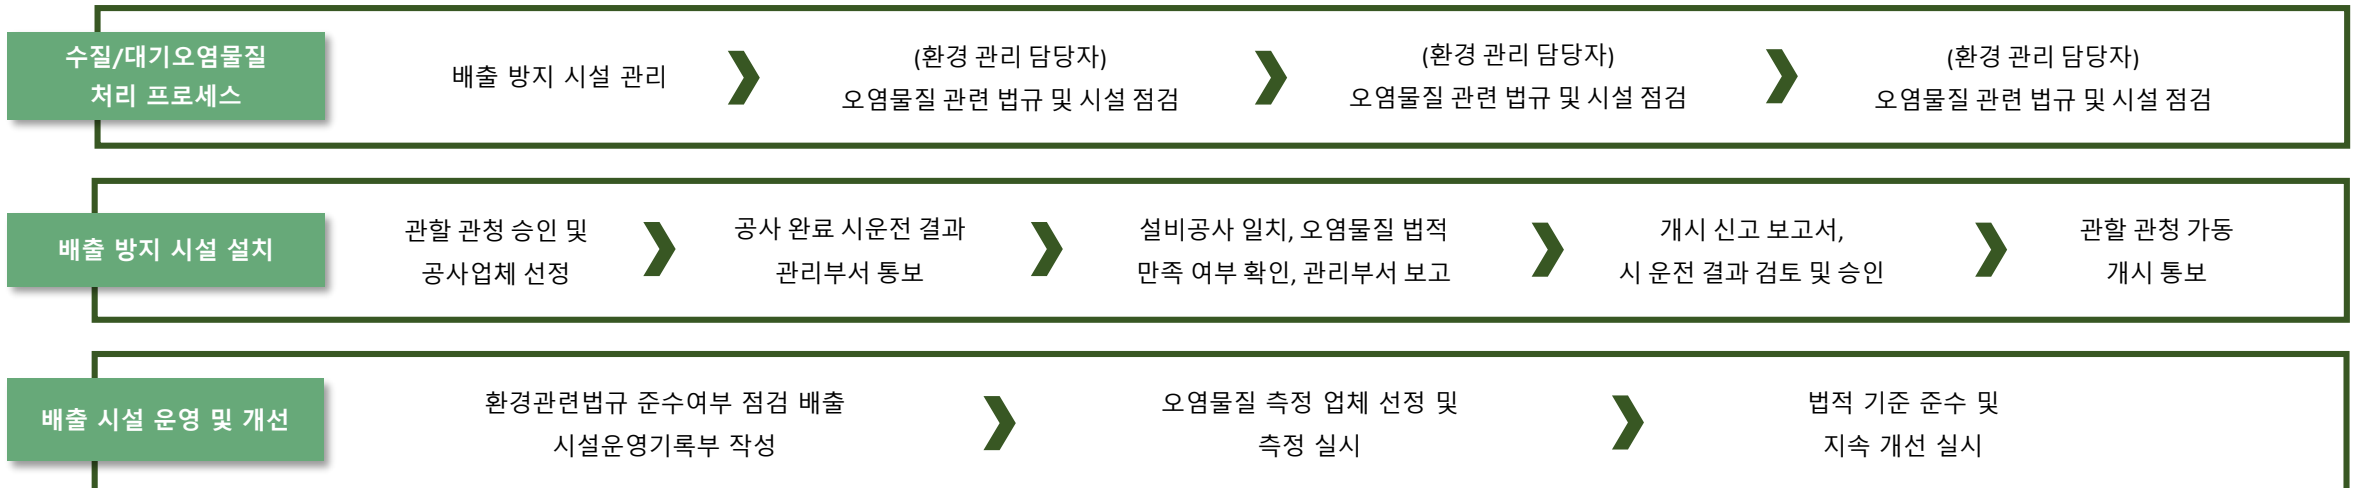 수질/대기오염물질
처리 프로세스
배출 방지 시설 관리
(환경 관리 담당자)
오염물질 관련 법규 및 시설 점검
(환경 관리 담당자)
오염물질 관련 법규 및 시설 점검
(환경 관리 담당자)
오염물질 관련 법규 및 시설 점검
배출 방지 시설 설치
관할 관청 승인 및
공사업체 선정
공사 완료 시운전 결과
관리부서 통보
설비공사 일치, 오염물질 법적
만족 여부 확인, 관리부서 보고
개시 신고 보고서,
시 운전 결과 검토 및 승인
관할 관청 가동
개시 통보
배출 시설 운영 및 개선
환경관련법규 준수여부 점검 배출
시설운영기록부 작성
오염물질 측정 업체 선정 및
측정 실시
법적 기준 준수 및
지속 개선 실시